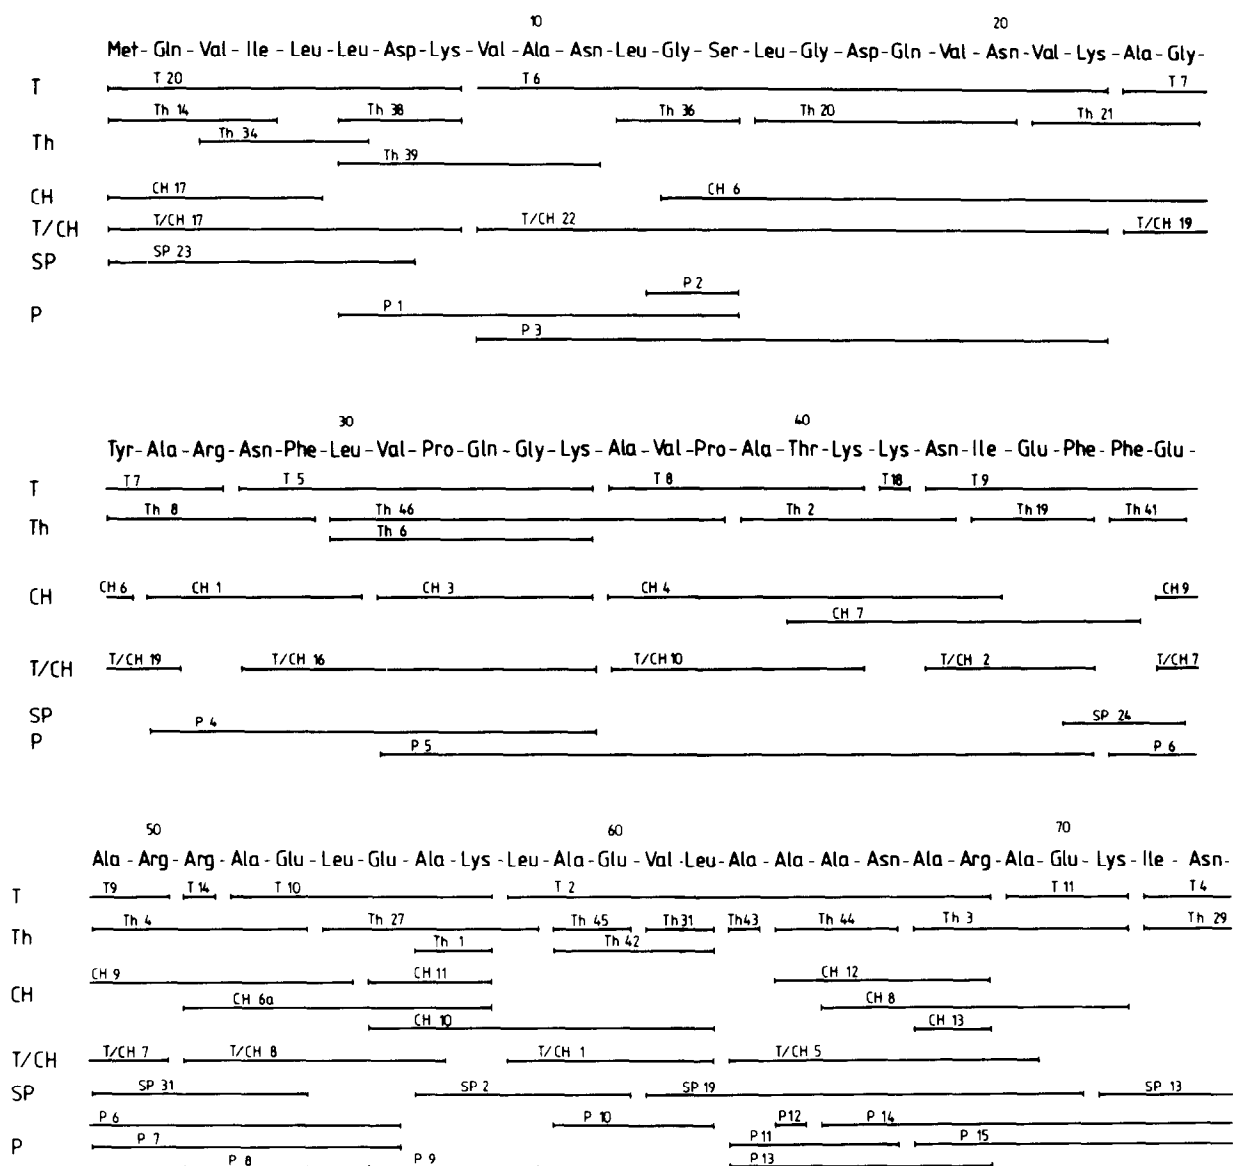 10 20
Met- Gln - Val - Ile - Leu - Leu - Asp - Lys - Val - Ala - Asn - Leu - Gly - Ser - Leu - Gly - Asp - Gln - Val - Asn - Val - Lys - Ala - Gly -
T T 20 T 6 T 7
Th 14 Th 38 Th 36 Th 20 Th 21
Th Th 34
Th 39
CH CH 17 CH 6
T/CH T/CH 17 T/CH 22 T/CH 19
SP SP 23
P 2
P P 1
P 3
30 40
Tyr - Ala - Arg - Asn - Phe - Leu - Val - Pro - Gln - Gly - Lys - Ala - Val - Pro - Ala - Thr - Lys - Lys - Asn - Ile - Glu - Phe - Phe - Glu -
T T 7 T 5 T 8 T 18 T 9
Th Th 8 Th 46 Th 2 Th 19 Th 41
Th 6
CH CH 6 CH 1 CH 3 CH 4 CH 9
CH 7
T/CH T/CH 19 T/CH 16 T/CH 10 T/CH 2 T/CH 7
SP P 4 SP 24
P P 5 P 6
50 60 70
Ala - Arg - Arg - Ala - Glu - Leu - Glu - Ala - Lys - Leu - Ala - Glu - Val - Leu - Ala - Ala - Ala - Asn - Ala - Arg - Ala - Glu - Lys - Ile - Asn -
T T9 T 14 T 10 T 2 T 11 T 4
Th Th 4 Th 27 Th 45 Th31 Th43 Th 44 Th 3 Th 29
Th 1 Th 42
CH 9 CH 11 CH 12
CH CH 6a CH 8
CH 10 CH 13
T/CH T/CH 7 T/CH 8 T/CH 1 T/CH 5
SP SP 31 SP 2 SP 19 SP 13
P 6 P 10 P12 P 14
P P 7 P 11 P 15
P 8 P 9 P 13